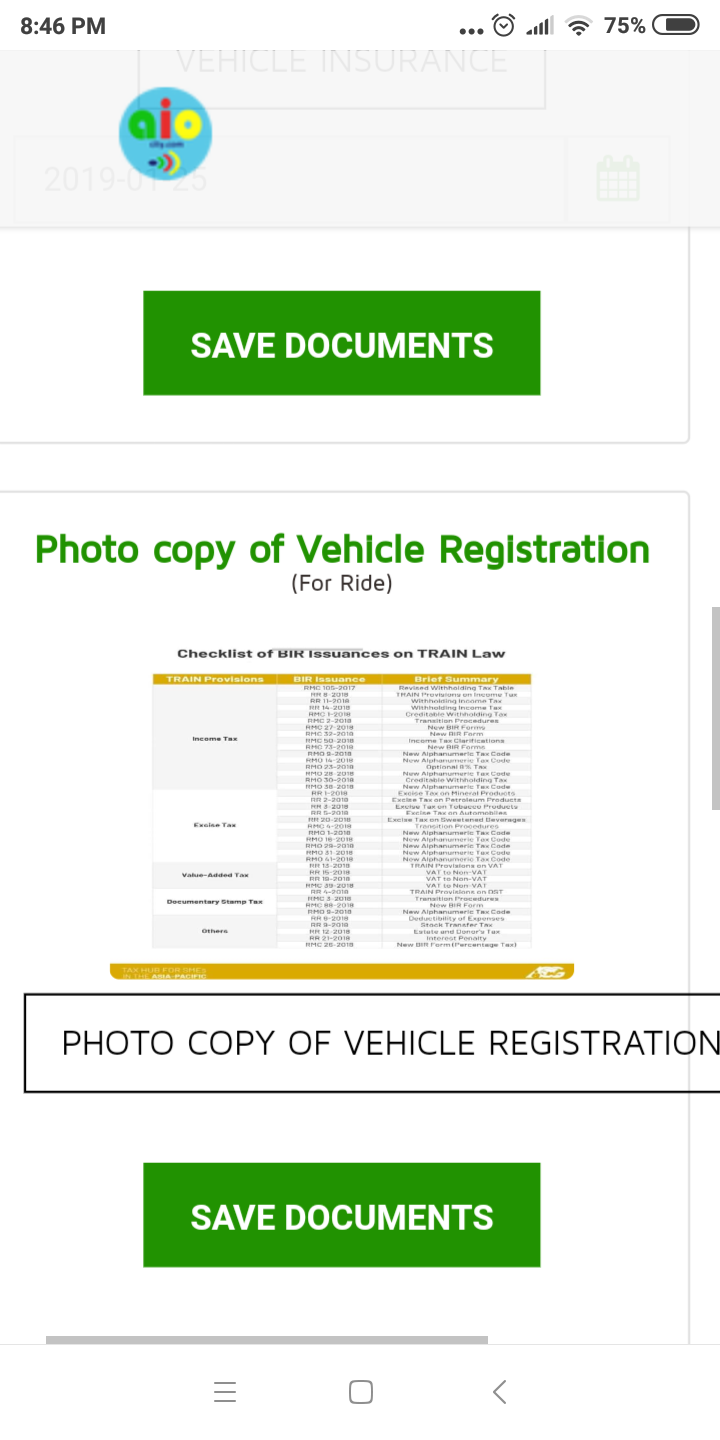 8:46 PM
75%
VEHICLE INSURANCE
aio
city.com
2019-01-25
SAVE DOCUMENTS
Photo copy of Vehicle Registration
(For Ride)
Checklist of BIR Issuances on TRAIN Law
TRAIN Provisions BIR Issuance Brief Summary
RMC 105-2017 Revised Withholding Tax Table
RR 8-2018 TRAIN Provisions on Income Tax
RR 11-2018 Withholding Income Tax
RR 14-2018 Withholding Income Tax
RMC 1-2018 Creditable Withholding Tax
RMC 2-2018 Transition Procedures
RMC 27-2018 New BIR Forms
RMC 32-2018 New BIR Form
Income Tax RMC 50-2018 Income Tax Clarifications
RMC 73-2018 New BIR Forms
RMO 9-2018 New Alphanumeric Tax Code
RMO 14-2018 New Alphanumeric Tax Code
RMO 23-2018 Optional 8% Tax
RMO 28-2018 New Alphanumeric Tax Code
RMO 30-2018 Creditable Withholding Tax
RMO 38-2018 New Alphanumeric Tax Code
RR 1-2018 Excise Tax on Mineral Products
RR 2-2018 Excise Tax on Petroleum Products
RR 3-2018 Excise Tax on Tobacco Products
RR 5-2018 Excise Tax on Automobiles
RR 20-2018 Excise Tax on Sweetened Beverages
Excise Tax RMC 4-2018 Transition Procedures
RMO 1-2018 New Alphanumeric Tax Code
RMO 16-2018 New Alphanumeric Tax Code
RMO 29-2018 New Alphanumeric Tax Code
RMO 31-2018 New Alphanumeric Tax Code
RMO 41-2018 New Alphanumeric Tax Code
RR 13-2018 TRAIN Provisions on VAT
Value-Added Tax RR 15-2018 VAT to Non-VAT
RR 19-2018 VAT to Non-VAT
RMC 39-2018 VAT to Non-VAT
RR 4-2018 TRAIN Provisions on DST
Documentary Stamp Tax RMC 3-2018 Transition Procedures
RMC 88-2018 New BIR Form
RMO 9-2018 New Alphanumeric Tax Code
RR 6-2018 Deductibility of Expenses
RR 9-2018 Stock Transfer Tax
Others RR 12-2018 Estate and Donor's Tax
RR 21-2018 Interest Penalty
RMC 26-2018 New BIR Form (Percentage Tax)
TAX HUB FOR SMEs
IN THE ASIA-PACIFIC
PHOTO COPY OF VEHICLE REGISTRATION
SAVE DOCUMENTS